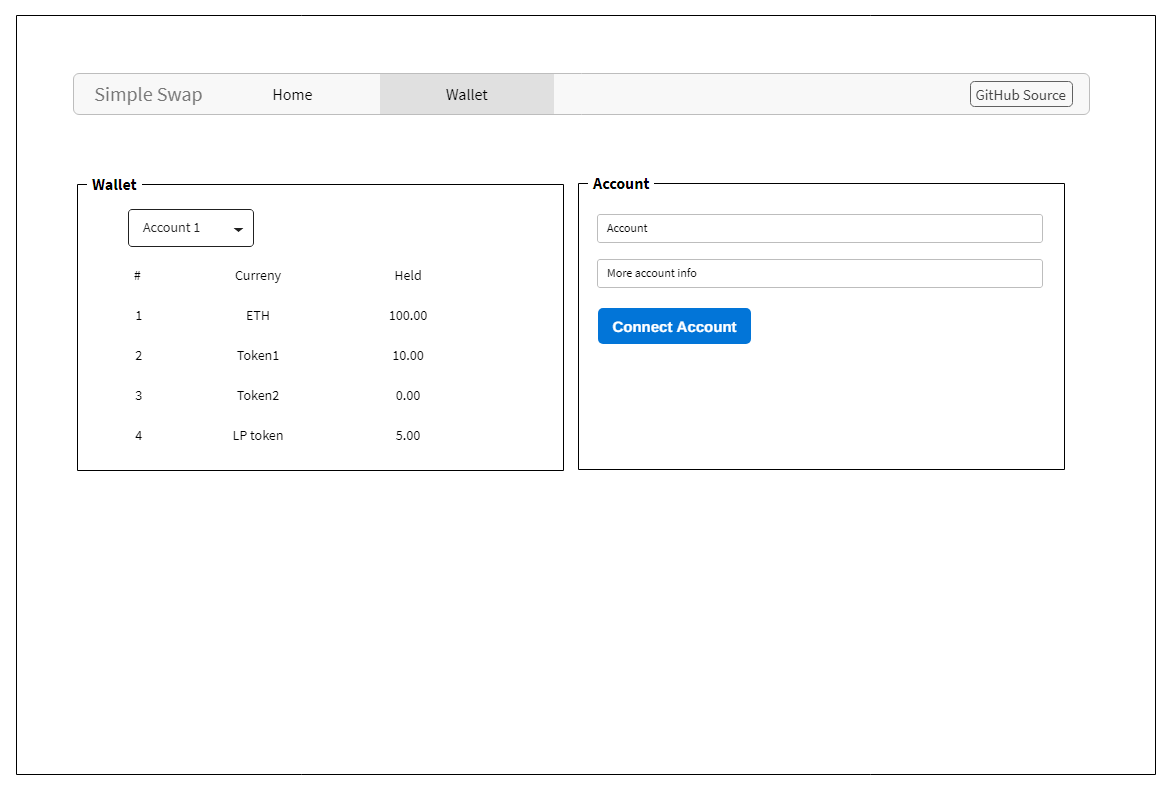 Simple Swap Home Wallet GitHub Source
Wallet
Account 1
# Curreny Held
1 ETH 100.00
2 Token1 10.00
3 Token2 0.00
4 LP token 5.00
Account
Account
More account info
Connect Account